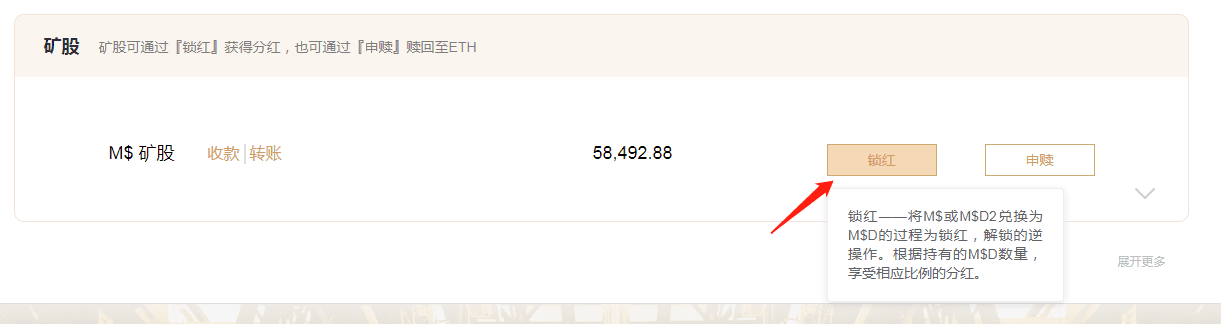 矿股 矿股可通过『锁红』获得分红，也可通过『申赎』赎回至ETH
M$ 矿股 收款 | 转账 58,492.88 锁红 申赎
锁红——将M$或M$D2兑换为
M$D的过程为锁红，解锁的逆
操作。根据持有的M$D数量，
享受相应比例的分红。
展开更多